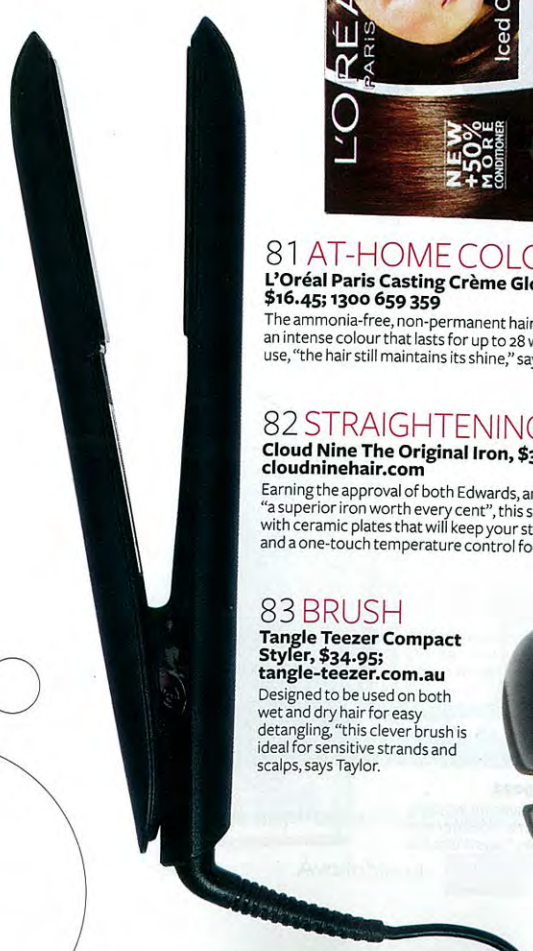 L'ORÉA
PARIS
Iced
NEW
+50%
MORE
CONDITIONER
81 AT-HOME COLO
L'Oréal Paris Casting Crème Glo
$16.45; 1300 659 359
The ammonia-free, non-permanent hair
an intense colour that lasts for up to 28 w
use, "the hair still maintains its shine," say
82 STRAIGHTENING
Cloud Nine The Original Iron, $3
cloudninehair.com
Earning the approval of both Edwards, an
"a superior iron worth every cent", this s
with ceramic plates that will keep your st
and a one-touch temperature control fo
83 BRUSH
Tangle Teezer Compact
Styler, $34.95;
tangle-teezer.com.au
Designed to be used on both
wet and dry hair for easy
detangling, "this clever brush is
ideal for sensitive strands and
scalps, says Taylor.